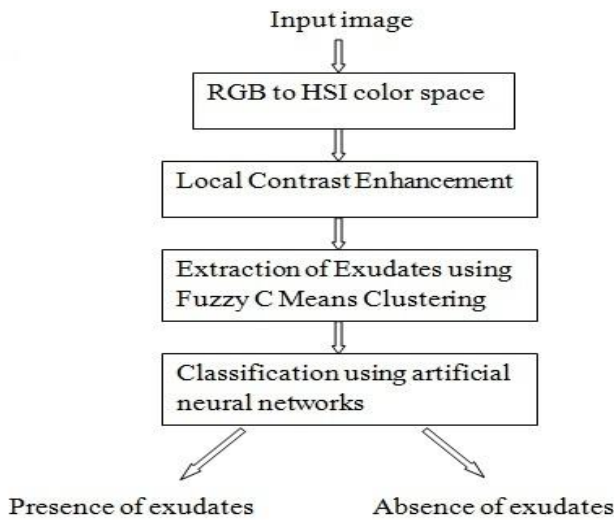 Input image
RGB to HSI color space
Local Contrast Enhancement
Extraction of Exudates using
Fuzzy C Means Clustering
Classification using artificial
neural networks
Presence of exudates
Absence of exudates